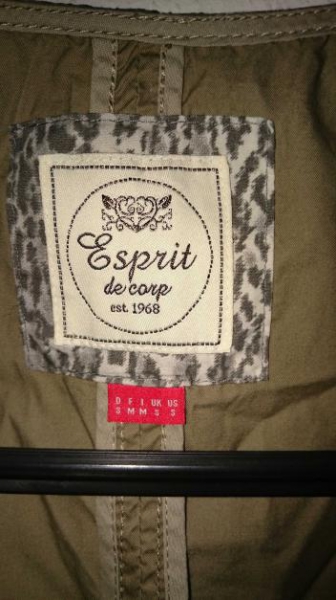 Esprit
de corp
est. 1968
D F I UK US
S M M S S